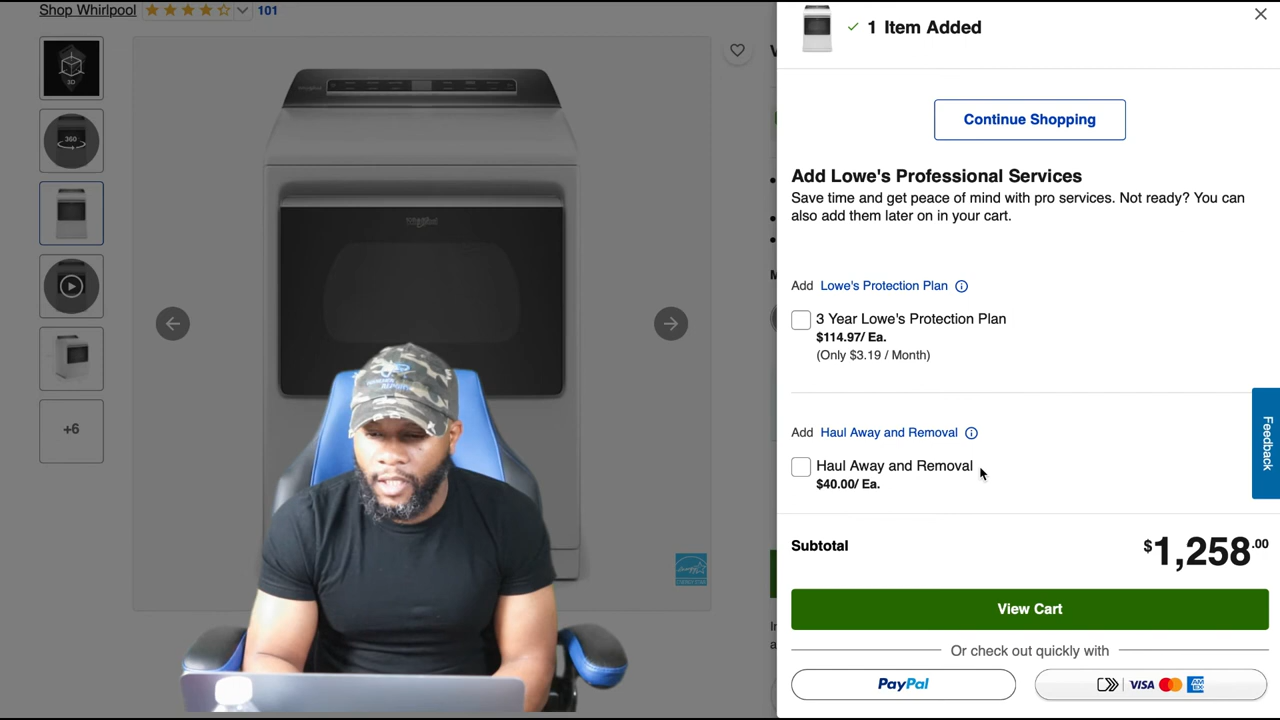 Shop Whirlpool
101
3D
360
+6
1 Item Added
Continue Shopping
Add Lowe's Professional Services
Save time and get peace of mind with pro services. Not ready? You can
also add them later on in your cart.
Add Lowe's Protection Plan
3 Year Lowe's Protection Plan
$114.97/ Ea.
(Only $3.19 / Month)
Add Haul Away and Removal
Haul Away and Removal
$40.00/ Ea.
Feedback
Subtotal
$1,258.00
View Cart
Or check out quickly with
PayPal
VISA
AM
EX